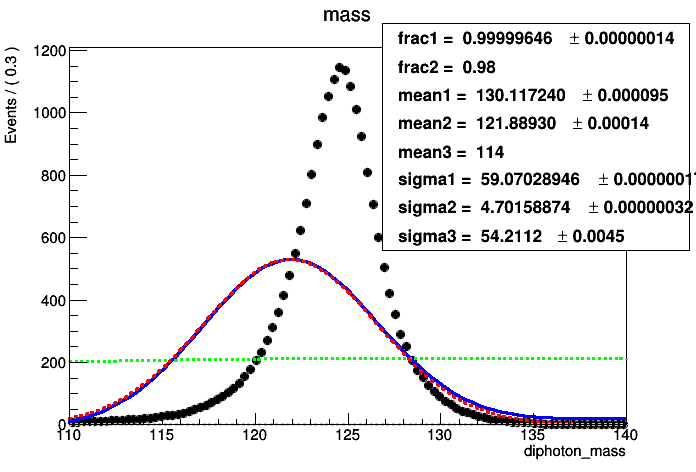 mass
frac1 = 0.99999646 ± 0.00000014
frac2 = 0.98
mean1 = 130.117240 ± 0.000095
mean2 = 121.88930 ± 0.00014
mean3 = 114
sigma1 = 59.07028946 ± 0.0000001
sigma2 = 4.70158874 ± 0.00000032
sigma3 = 54.2112 ± 0.0045
Events / ( 0.3 )
1200
1000
800
600
400
200
0
110 115 120 125 130 135 140
diphoton_mass